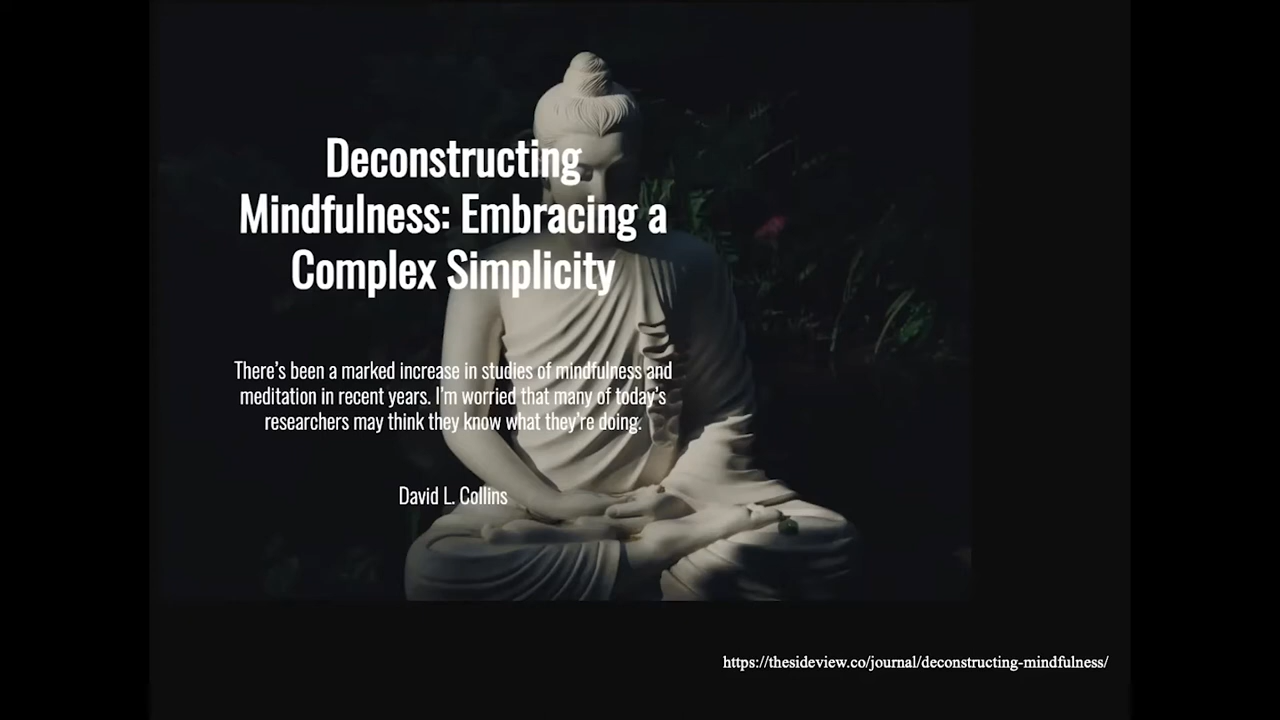 Deconstructing
Mindfulness: Embracing a
Complex Simplicity
There's been a marked increase in studies of mindfulness and
meditation in recent years. I'm worried that many of today's
researchers may think they know what they're doing.
David L. Collins
https://thesideview.co/journal/deconstructing-mindfulness/